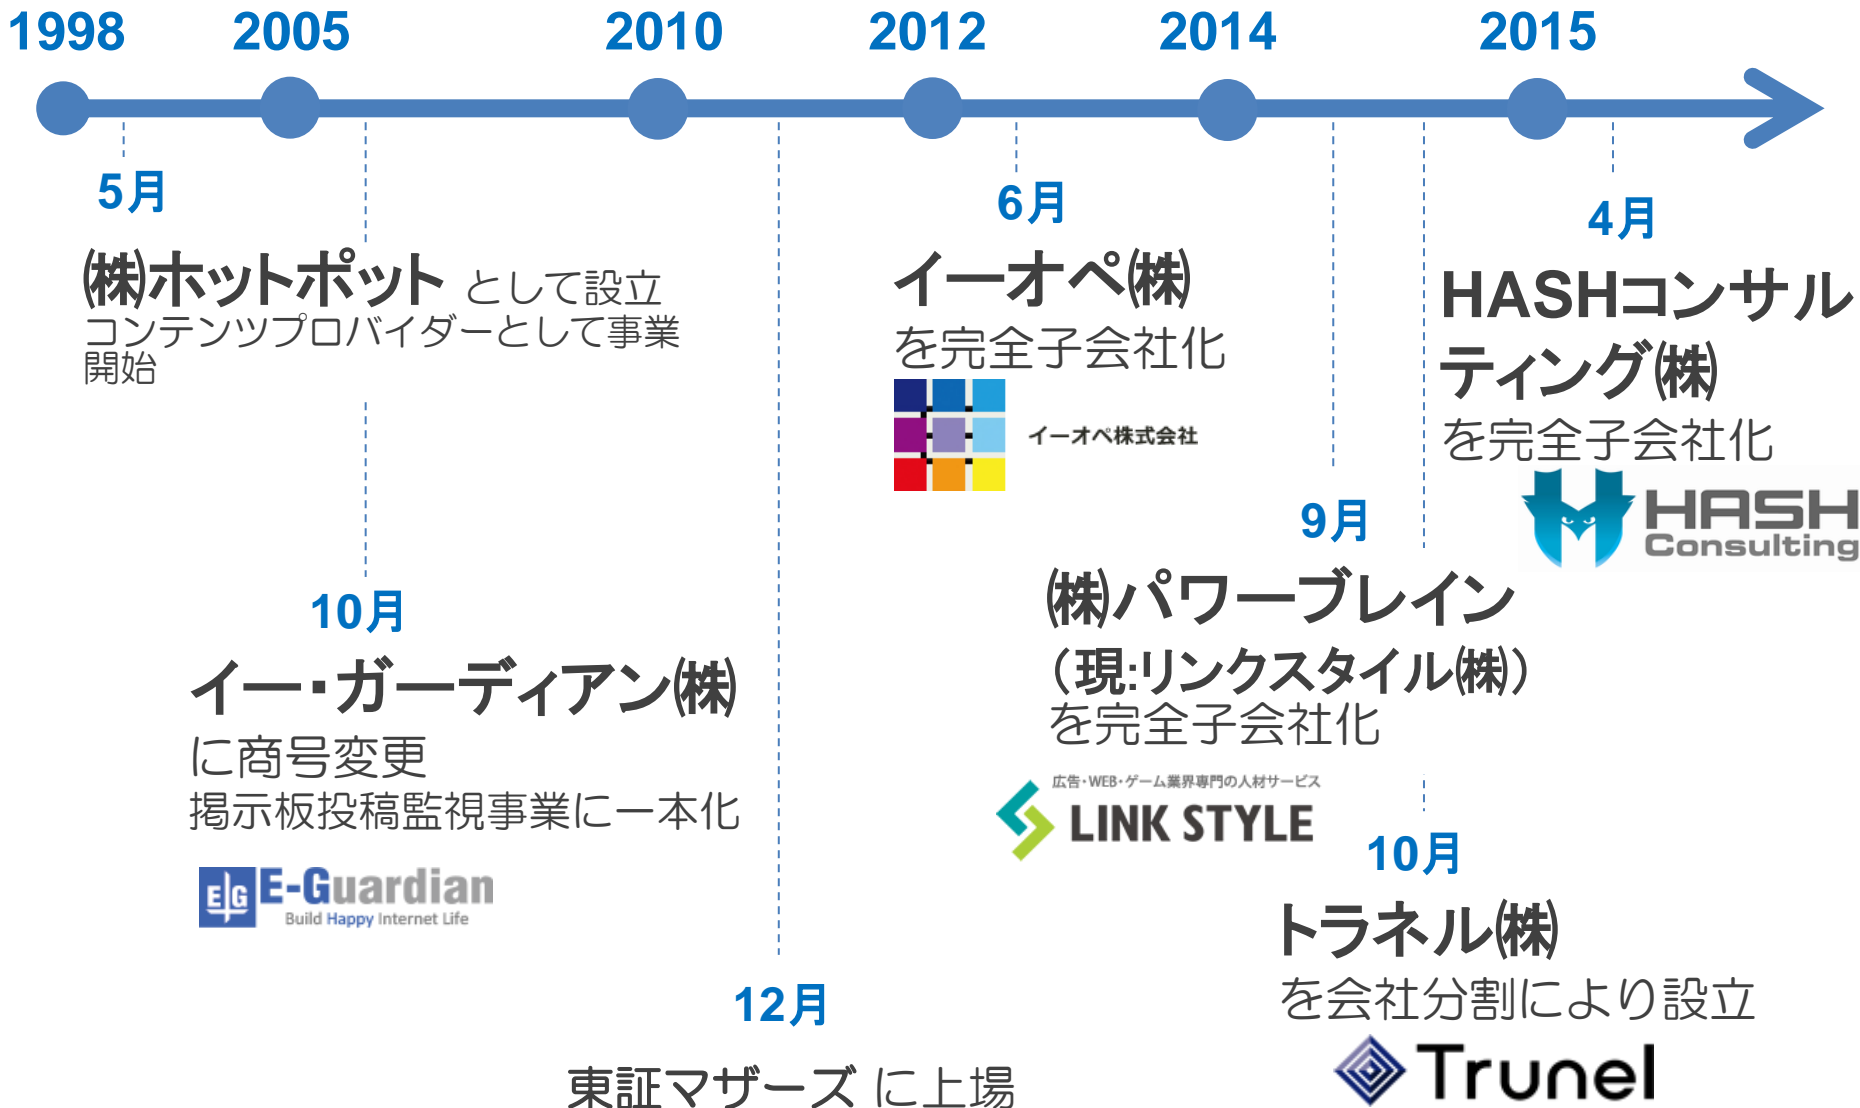 1998
2005
2010
2012
2014
2015
5月
㈱ホットポット として設立
コンテンツプロバイダーとして事業
開始
10月
イー・ガーディアン㈱
に商号変更
掲示板投稿監視事業に一本化
E G E-Guardian
Build Happy Internet Life
12月
東証マザーズ に上場
6月
イーオペ㈱
を完全子会社化
イーオペ株式会社
9月
㈱パワーブレイン
（現:リンクスタイル㈱）
を完全子会社化
広告・WEB・ゲーム業界専門の人材サービス
LINK STYLE
10月
トラネル㈱
を会社分割により設立
Trunel
4月
HASHコンサル
ティング㈱
を完全子会社化
HASH
Consulting